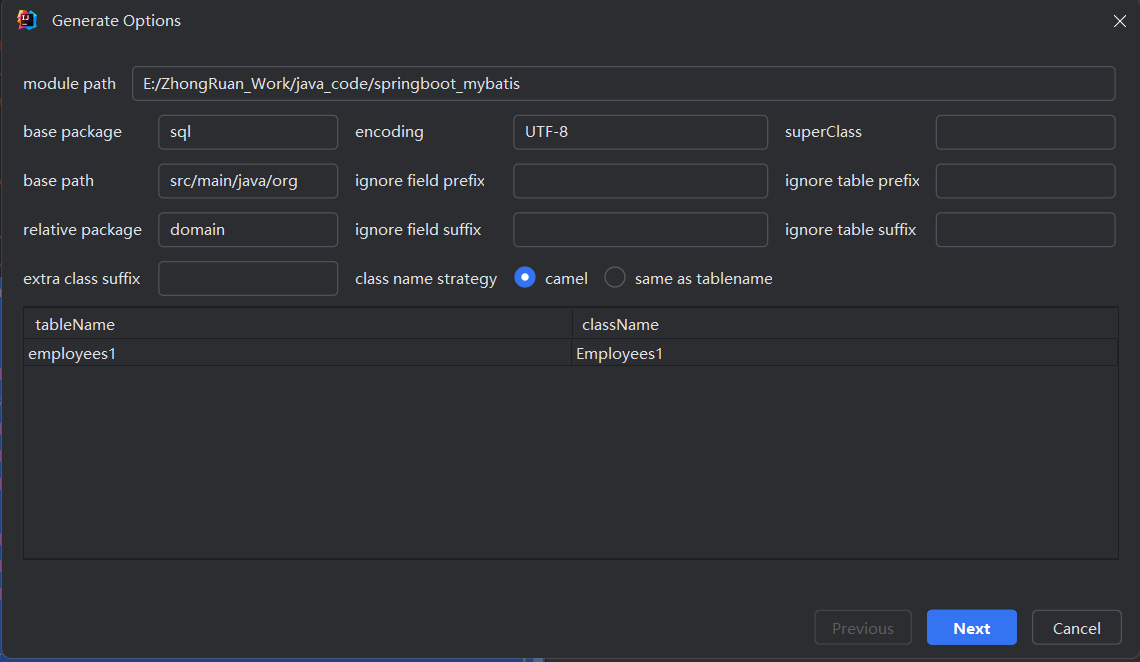 Generate Options
module path E:/ZhongRuan_Work/java_code/springboot_mybatis
base package sql encoding UTF-8 superClass
base path src/main/java/org ignore field prefix ignore table prefix
relative package domain ignore field suffix ignore table suffix
extra class suffix class name strategy camel same as tablename
tableName className
employees1 Employees1
Previous Next Cancel